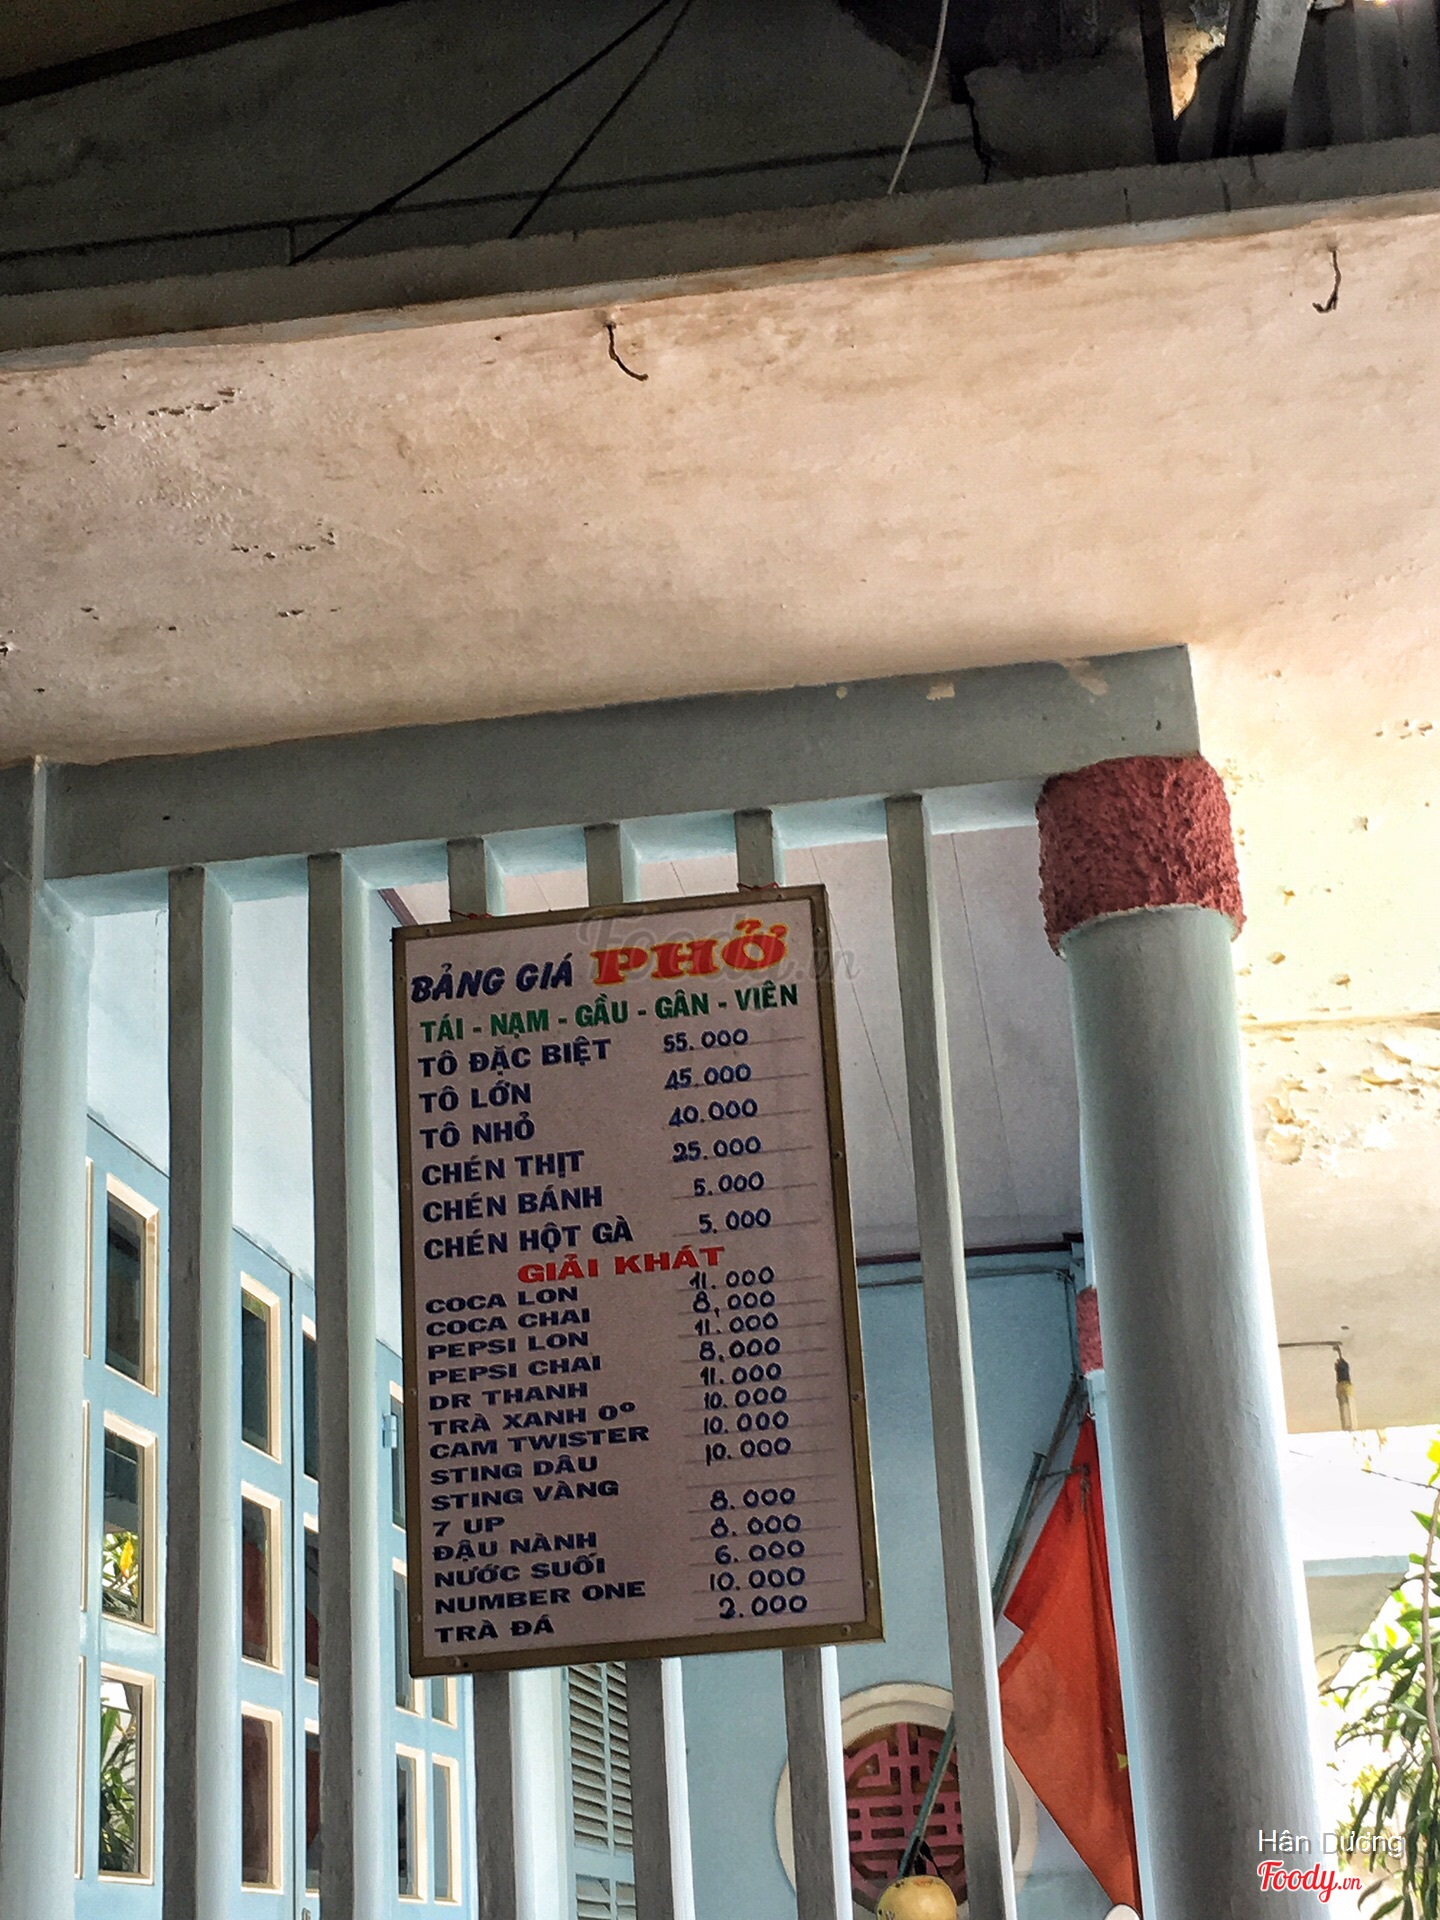 BẢNG GIÁ PHỞ
TÁI - NẠM - GẦU - GÂN - VIÊN
TÔ ĐẶC BIỆT 55.000
TÔ LỚN 45.000
TÔ NHỎ 40.000
CHÉN THỊT 25.000
CHÉN BÁNH 5.000
CHÉN HỘT GÀ 5.000
GIẢI KHÁT
COCA LON 11.000
COCA CHAI 8,000
PEPSI LON 11.000
PEPSI CHAI 8,000
DR THANH 11.000
TRÀ XANH 0º 10.000
CAM TWISTER 10.000
STING DÂU 10.000
STING VÀNG
7 UP 8.000
ĐẬU NÀNH 8.000
NƯỚC SUỐI 6.000
NUMBER ONE 10.000
TRÀ ĐÁ 2.000
Foody.vn
Hân Dương
Foody.vn